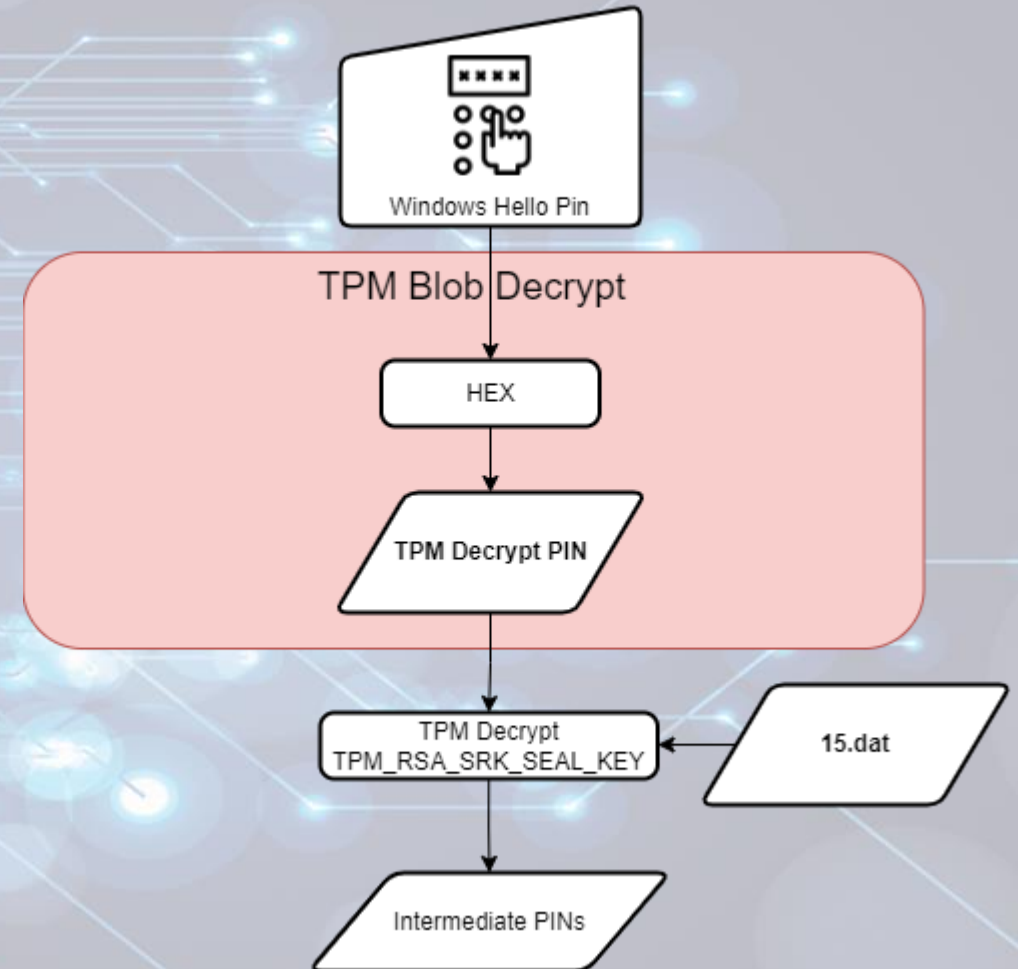 Windows Hello Pin
TPM Blob Decrypt
HEX
TPM Decrypt PIN
TPM Decrypt
TPM_RSA_SRK_SEAL_KEY
15.dat
Intermediate PINs